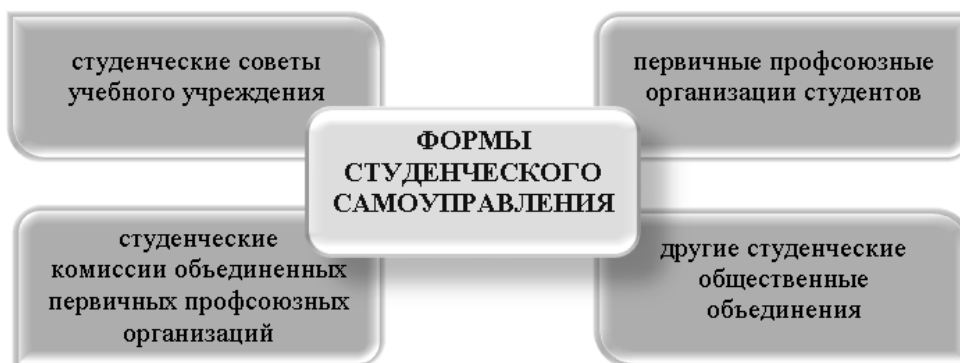 студенческие советы
учебного учреждения
первичные профсоюзные
организации студентов
ФОРМЫ
СТУДЕНЧЕСКОГО
САМОУПРАВЛЕНИЯ
студенческие
комиссии объединенных
первичных профсоюзных
организаций
другие студенческие
общественные
объединения